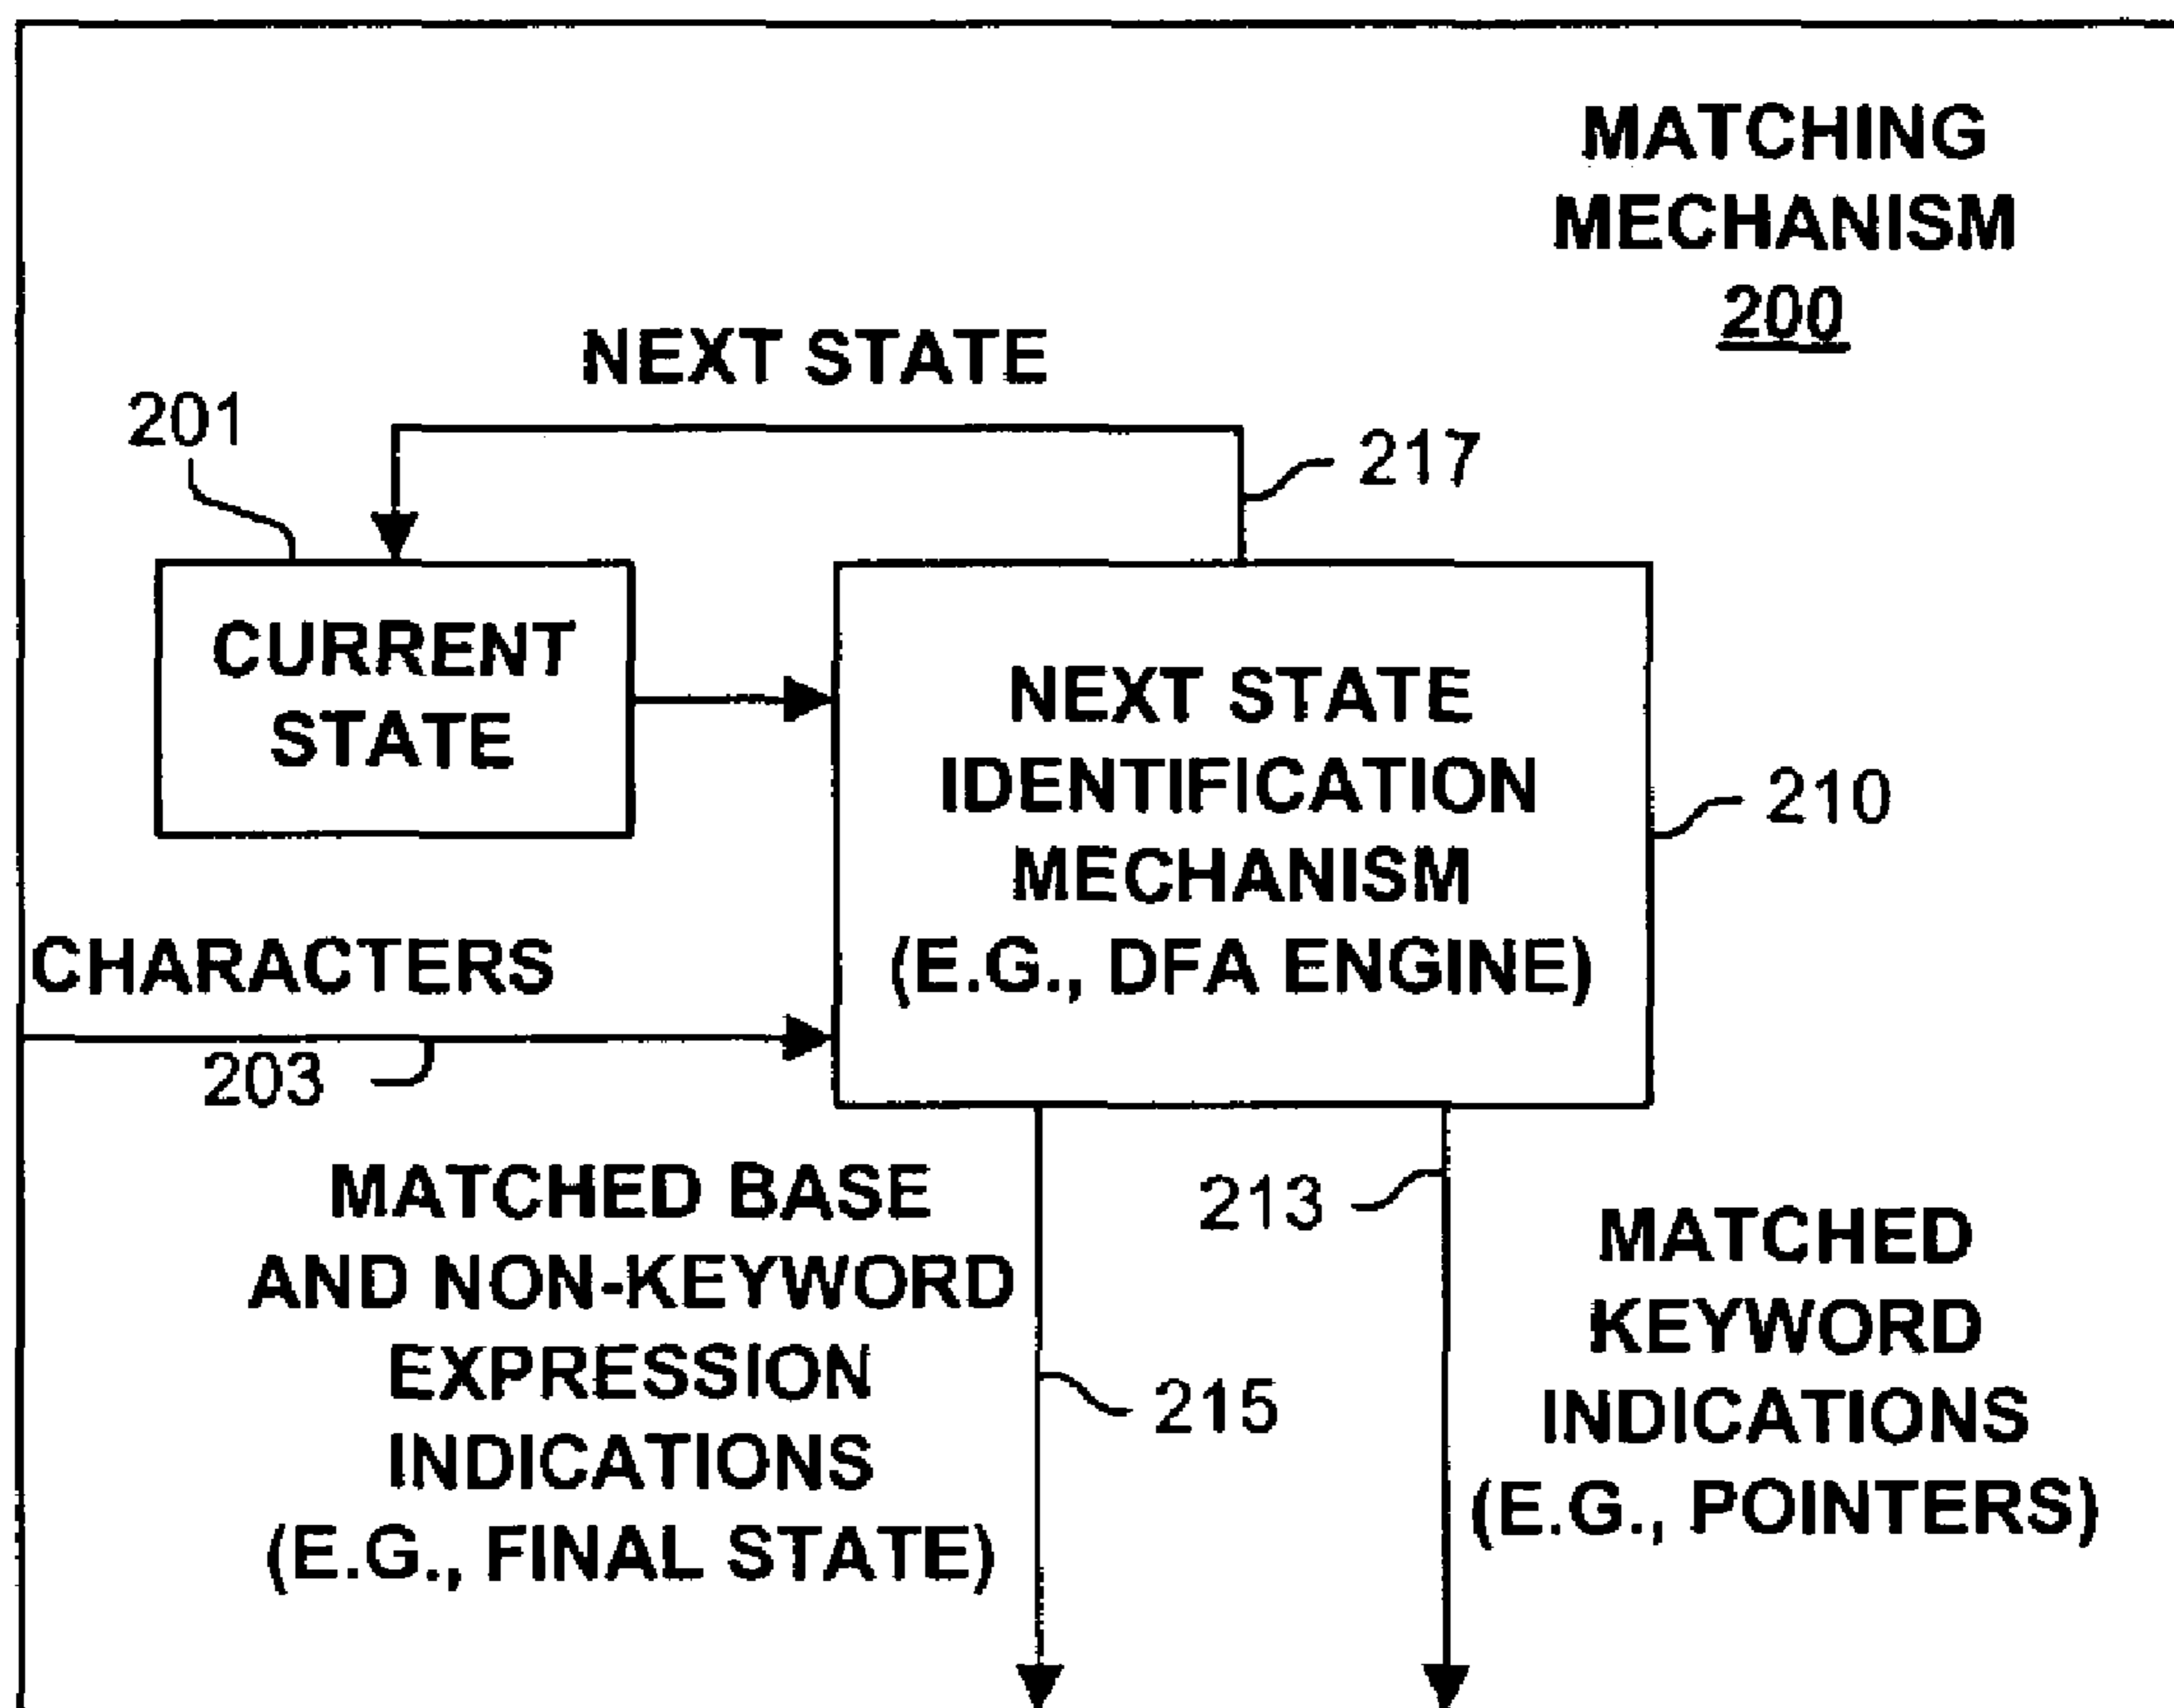 MATCHING
MECHANISM
200
NEXT STATE
201
217
CURRENT
STATE
NEXT STATE
IDENTIFICATION
MECHANISM
(E.G., DFA ENGINE)
210
CHARACTERS
203
MATCHED BASE
AND NON-KEYWORD
EXPRESSION
INDICATIONS
(E.G., FINAL STATE)
215
213
MATCHED
KEYWORD
INDICATIONS
(E.G., POINTERS)